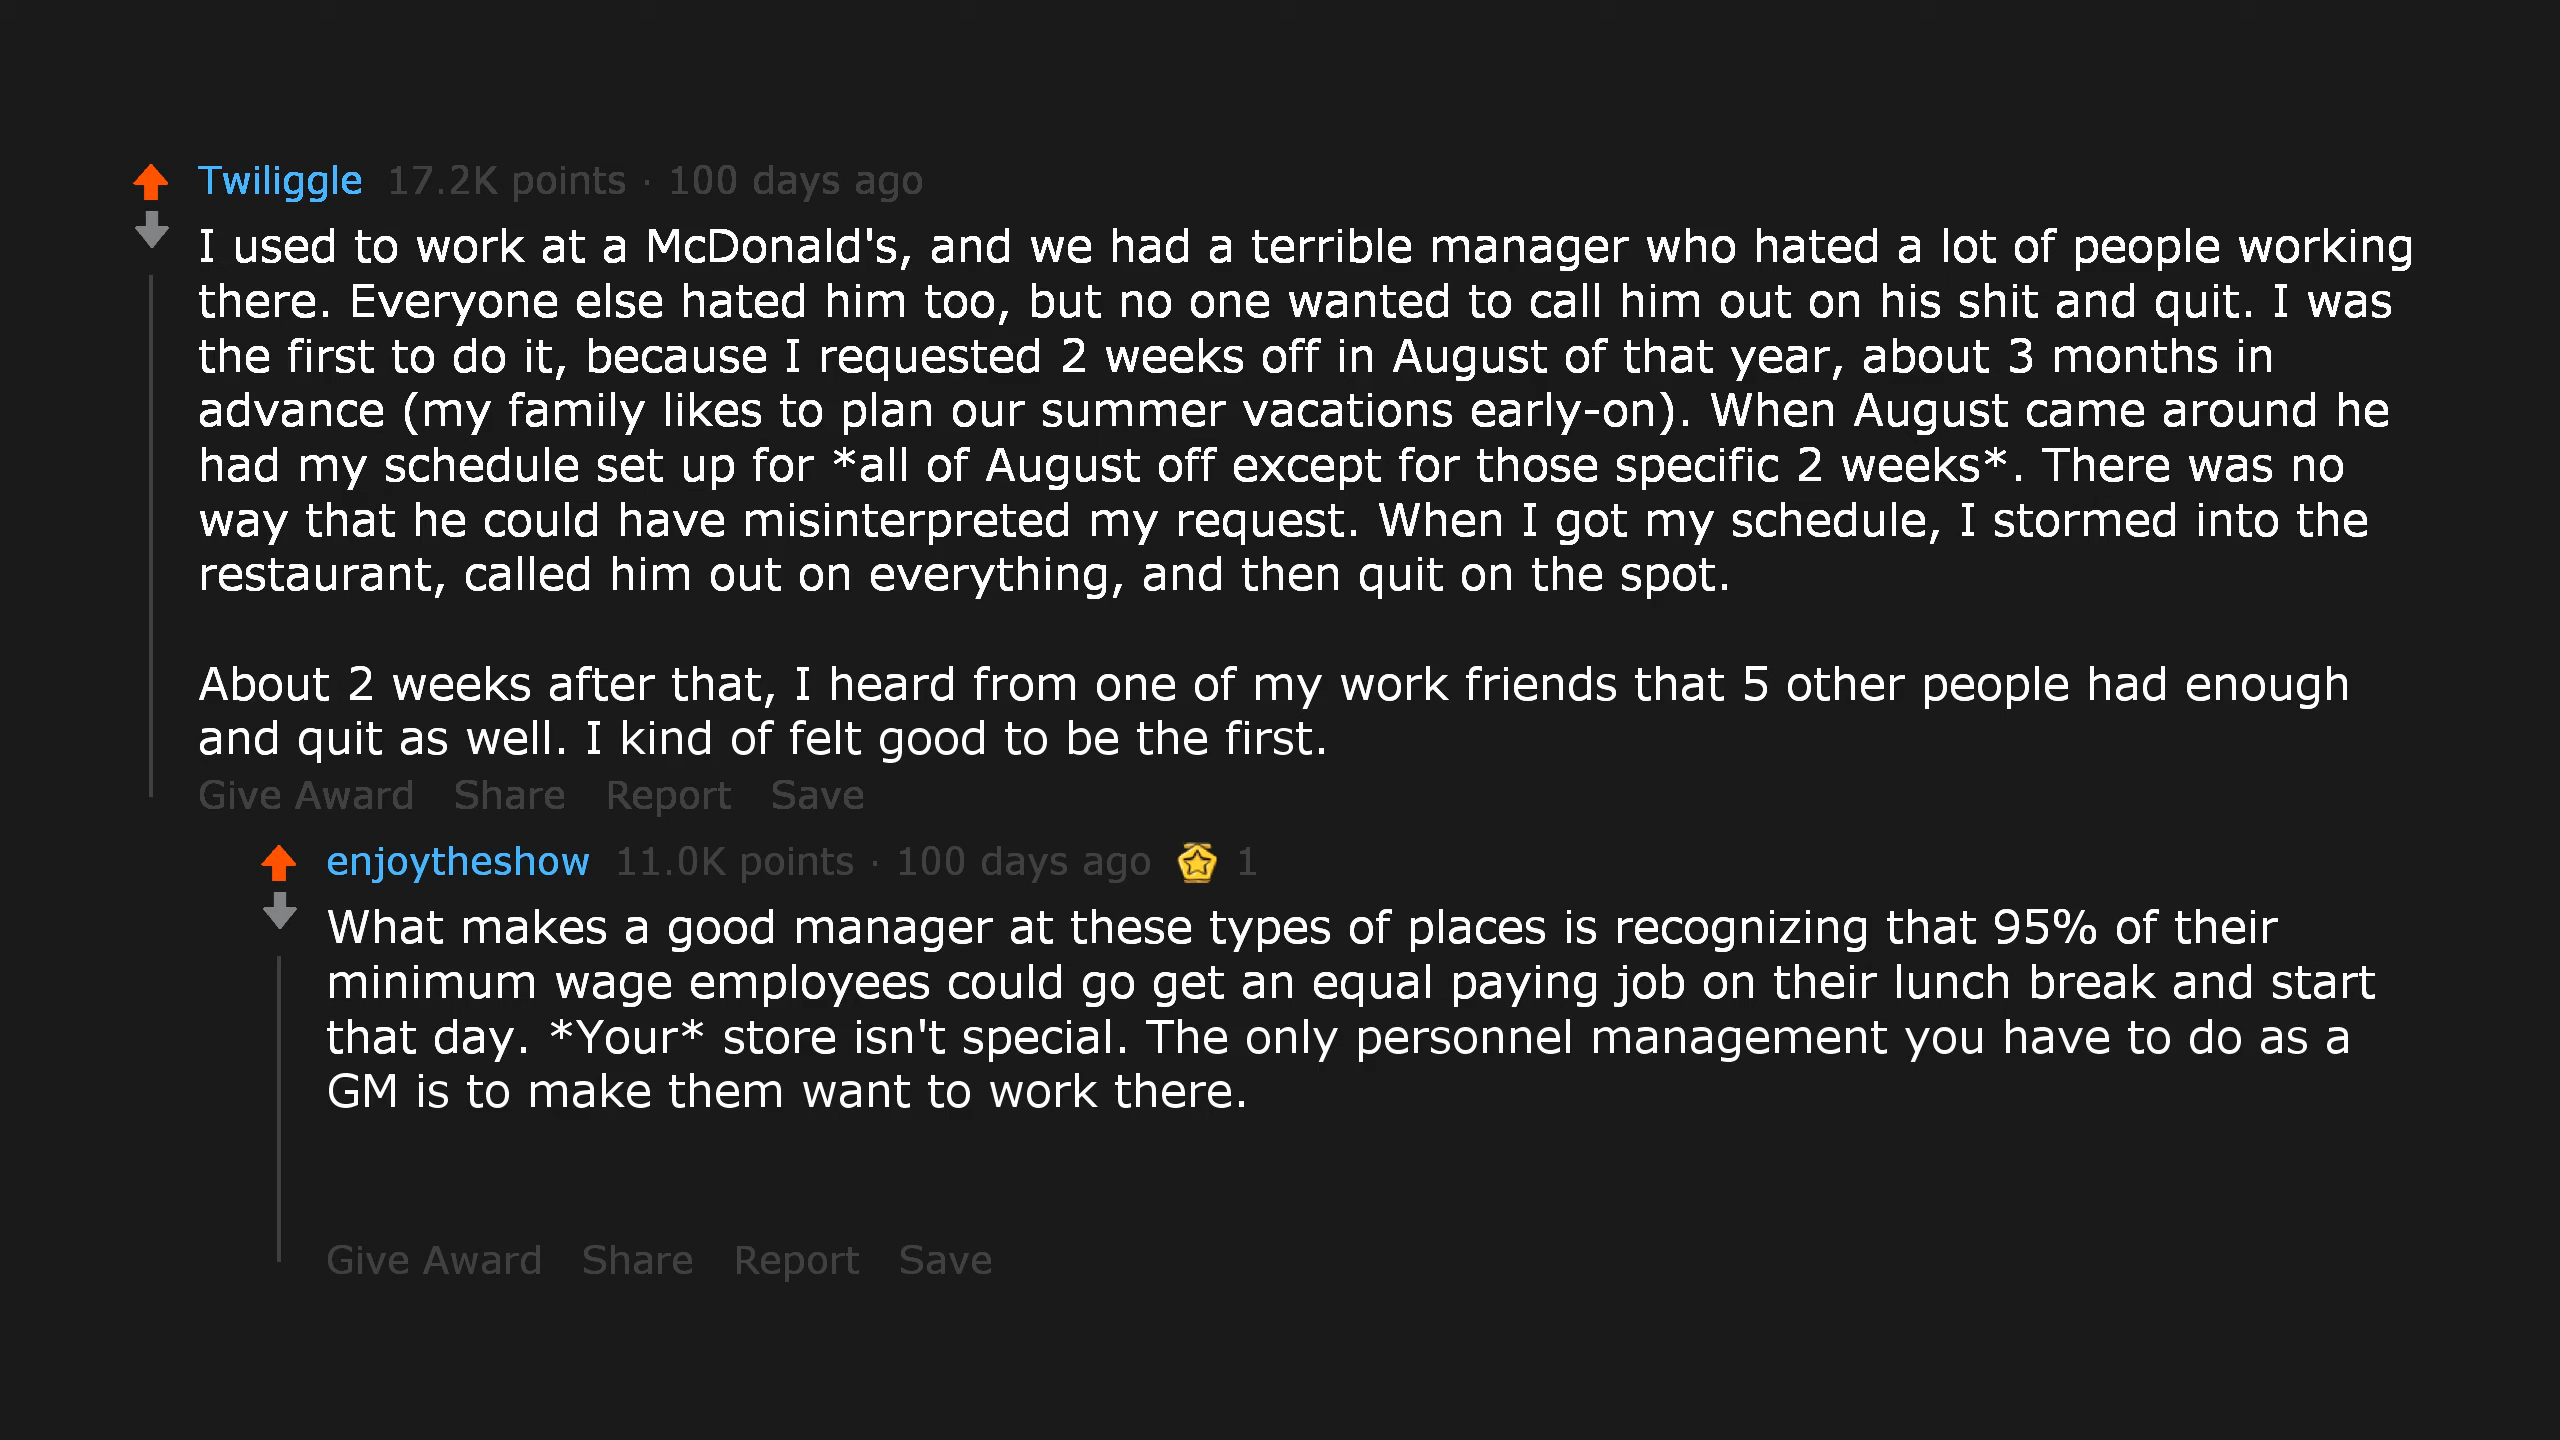 Twiliggle 17.2K points · 100 days ago
I used to work at a McDonald's, and we had a terrible manager who hated a lot of people working
there. Everyone else hated him too, but no one wanted to call him out on his shit and quit. I was
the first to do it, because I requested 2 weeks off in August of that year, about 3 months in
advance (my family likes to plan our summer vacations early-on). When August came around he
had my schedule set up for *all of August off except for those specific 2 weeks*. There was no
way that he could have misinterpreted my request. When I got my schedule, I stormed into the
restaurant, called him out on everything, and then quit on the spot.
About 2 weeks after that, I heard from one of my work friends that 5 other people had enough
and quit as well. I kind of felt good to be the first.
Give Award Share Report Save
enjoytheshow 11.0K points · 100 days ago 1
What makes a good manager at these types of places is recognizing that 95% of their
minimum wage employees could go get an equal paying job on their lunch break and start
that day. *Your* store isn't special. The only personnel management you have to do as a
GM is to make them want to work there.
Give Award Share Report Save